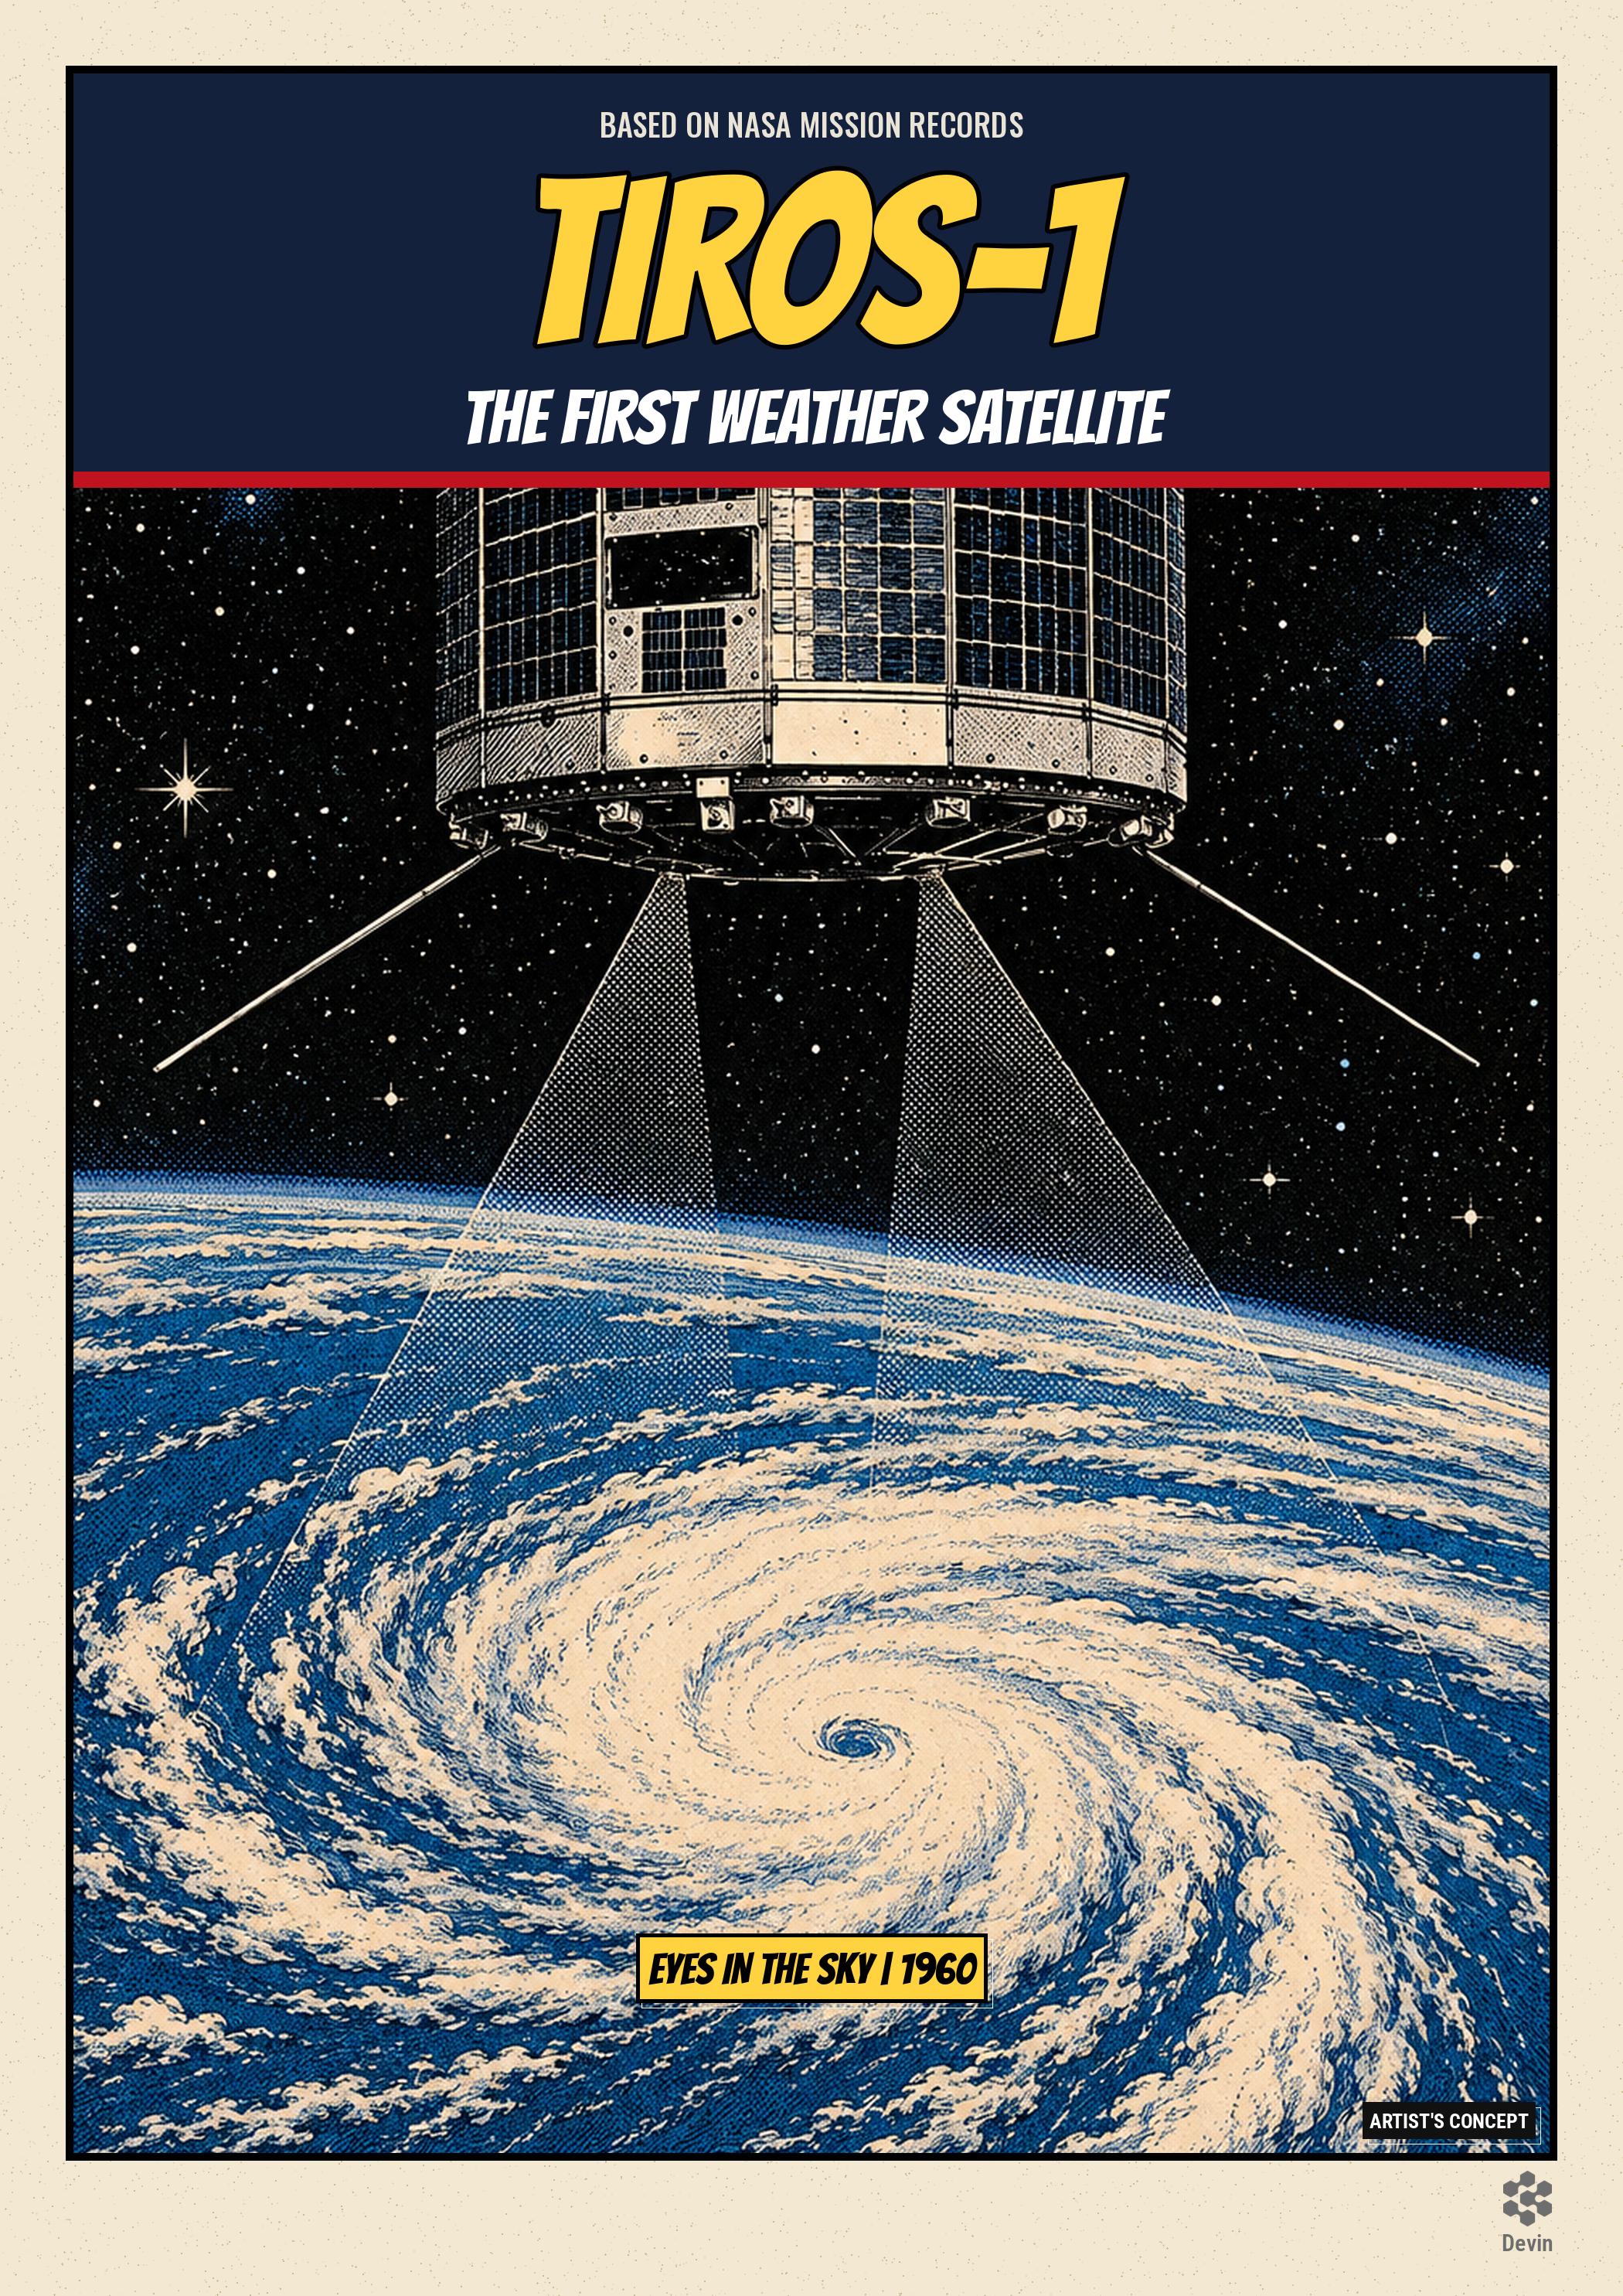 BASED ON NASA MISSION RECORDS
TIROS-1
THE FIRST WEATHER SATELLITE
EYES IN THE SKY | 1960
ARTIST'S CONCEPT
Devin